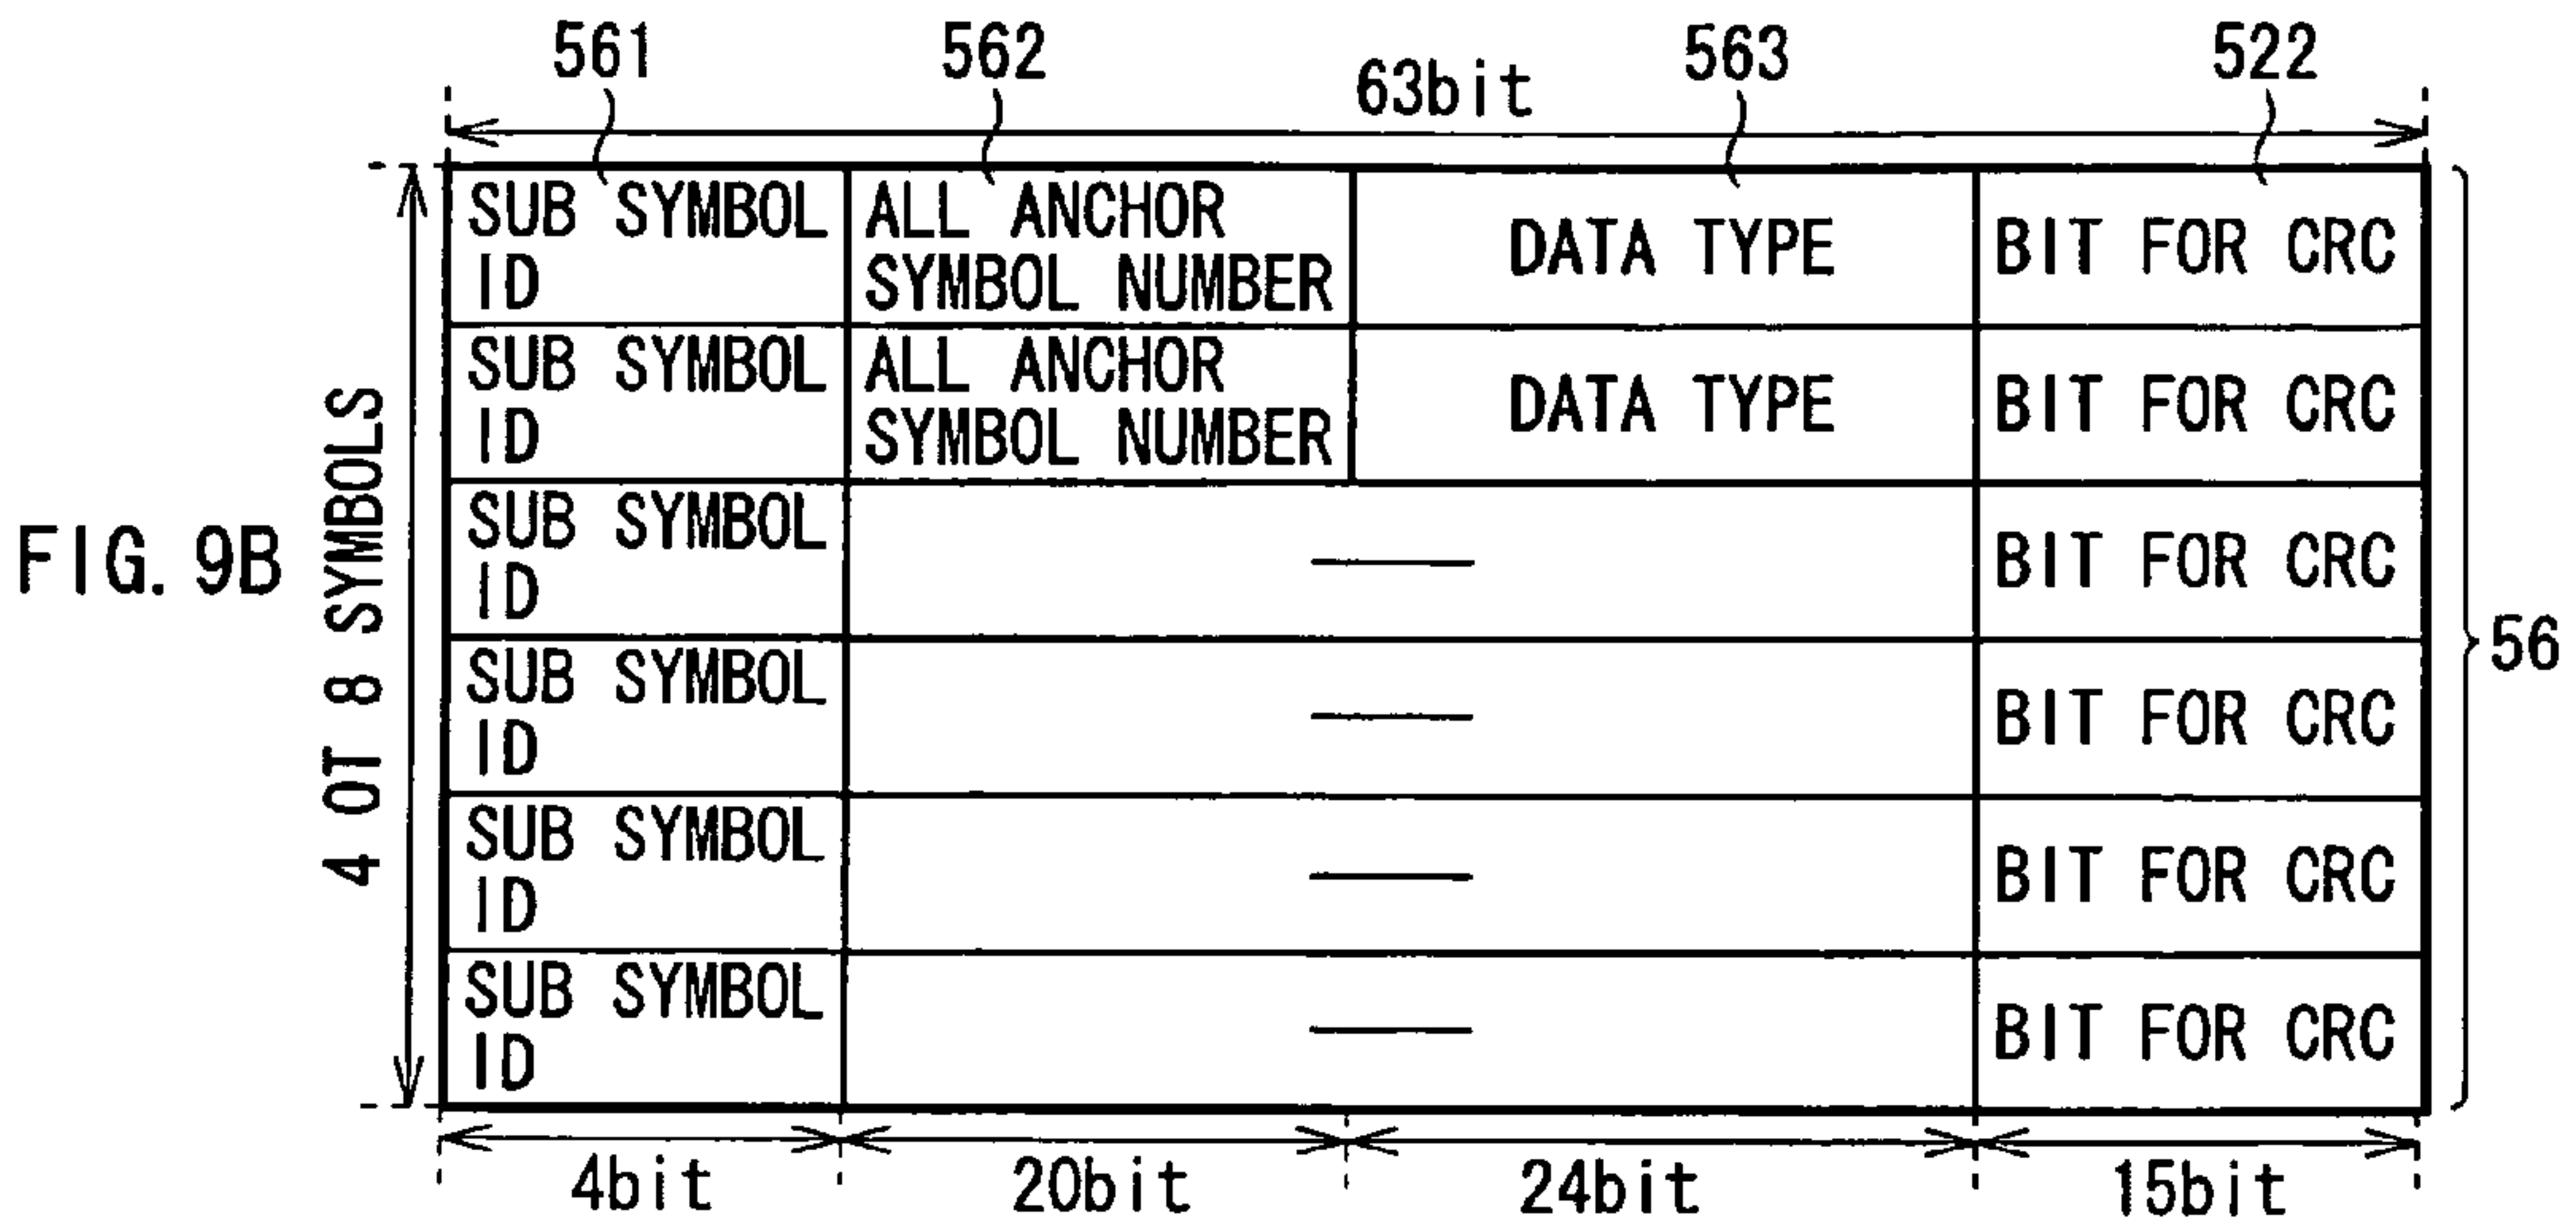 561 562 563 522
63bit
SUB SYMBOL ALL ANCHOR DATA TYPE BIT FOR CRC
ID SYMBOL NUMBER
SUB SYMBOL ALL ANCHOR DATA TYPE BIT FOR CRC
ID SYMBOL NUMBER
SUB SYMBOL — BIT FOR CRC
ID
SUB SYMBOL — BIT FOR CRC
ID
SUB SYMBOL — BIT FOR CRC
ID
SUB SYMBOL — BIT FOR CRC
ID
FIG. 9B
4 OT 8 SYMBOLS
56
4bit 20bit 24bit 15bit